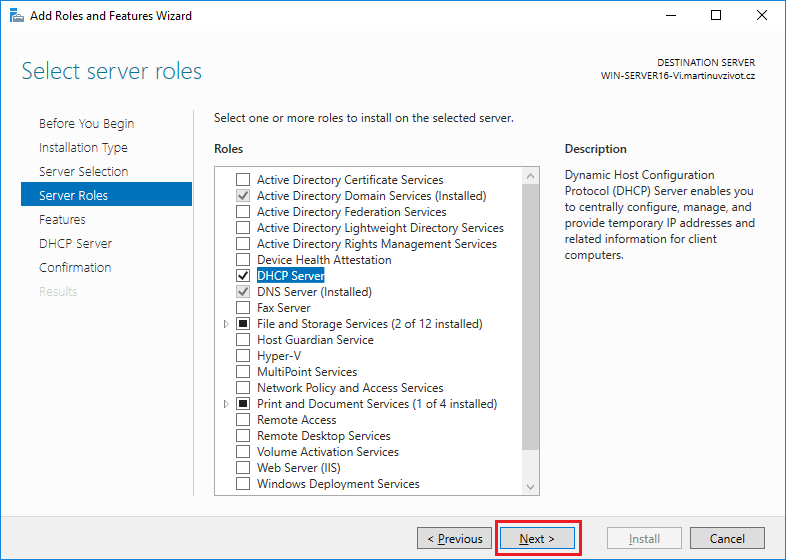 Add Roles and Features Wizard
Select server roles
DESTINATION SERVER
WIN-SERVER16-Vi.martinuvzivot.cz
Before You Begin
Installation Type
Server Selection
Server Roles
Features
DHCP Server
Confirmation
Results
Select one or more roles to install on the selected server.
Roles
Active Directory Certificate Services
Active Directory Domain Services (Installed)
Active Directory Federation Services
Active Directory Lightweight Directory Services
Active Directory Rights Management Services
Device Health Attestation
DHCP Server
DNS Server (Installed)
Fax Server
File and Storage Services (2 of 12 installed)
Host Guardian Service
Hyper-V
MultiPoint Services
Network Policy and Access Services
Print and Document Services (1 of 4 installed)
Remote Access
Remote Desktop Services
Volume Activation Services
Web Server (IIS)
Windows Deployment Services
Description
Dynamic Host Configuration
Protocol (DHCP) Server enables you
to centrally configure, manage, and
provide temporary IP addresses and
related information for client
computers.
< Previous
Next >
Install
Cancel